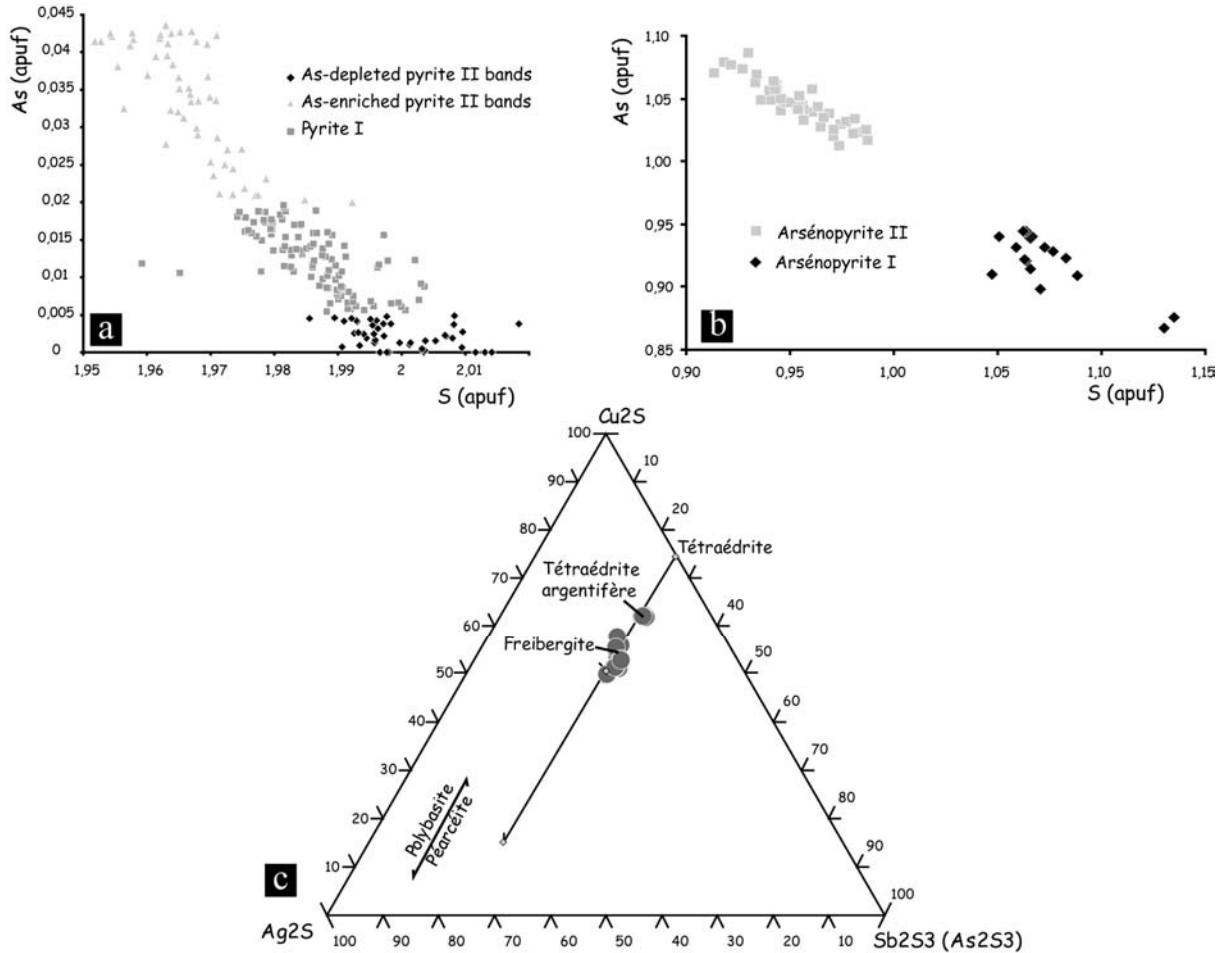 As (apuf)
0,045
0,04
0,035
0,03
0,025
0,02
0,015
0,01
0,005
0
1,95
1,96
1,97
1,98
1,99
2
2,01
S (apuf)
As-depleted pyrite II bands
As-enriched pyrite II bands
Pyrite I
a
As (apuf)
1,10
1,05
1,00
0,95
0,90
0,85
0,90
0,95
1,00
1,05
1,10
1,15
S (apuf)
Arsénopyrite II
Arsénopyrite I
b
Cu2S
100
90
80
70
60
50
40
30
20
10
10
20
40
50
60
70
80
90
100
Tétraédrite
Tétraédrite
argentifère
Freibergite
Polybasite
Péarcéite
c
Ag2S
100
90
80
70
60
50
40
30
20
10
Sb2S3 (As2S3)